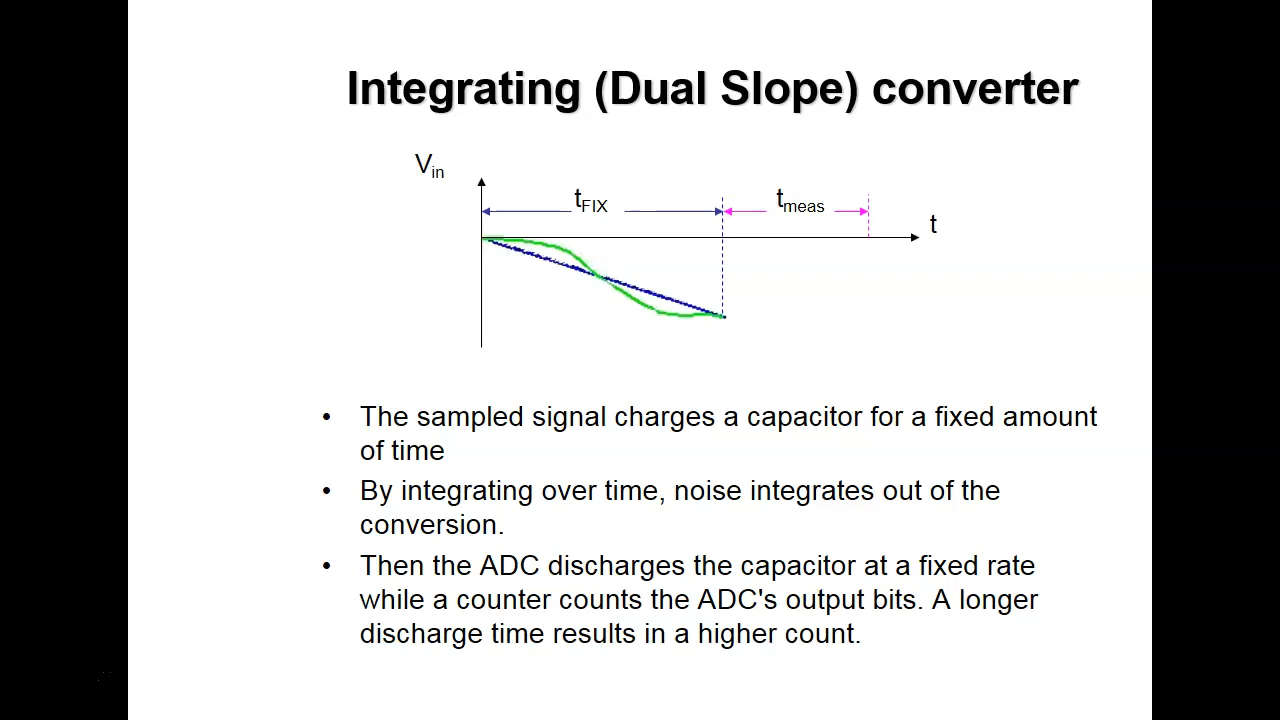 Integrating (Dual Slope) converter
Vin
tFIX
tmeas
t
• The sampled signal charges a capacitor for a fixed amount
of time
• By integrating over time, noise integrates out of the
conversion.
• Then the ADC discharges the capacitor at a fixed rate
while a counter counts the ADC's output bits. A longer
discharge time results in a higher count.